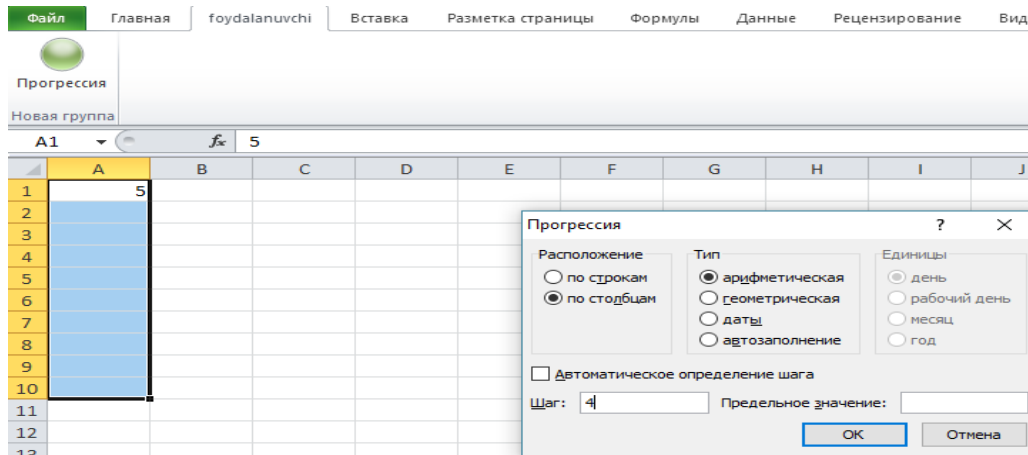 Файл Главная foydalanuvchi Вставка Разметка страницы Формулы Данные Рецензирование Вид
Прогрессия
Новая группа
A1 fx 5
A B C D E F G H I J
1 5
2
3
4
5
6
7
8
9
10
11
12
13
Прогрессия ? ×
Расположение Тип Единицы
по строкам арифметическая день
по столбцам геометрическая рабочий день
даты месяц
автозаполнение год
Автоматическое определение шага
Шаг: 4 Предельное значение:
ОК Отмена